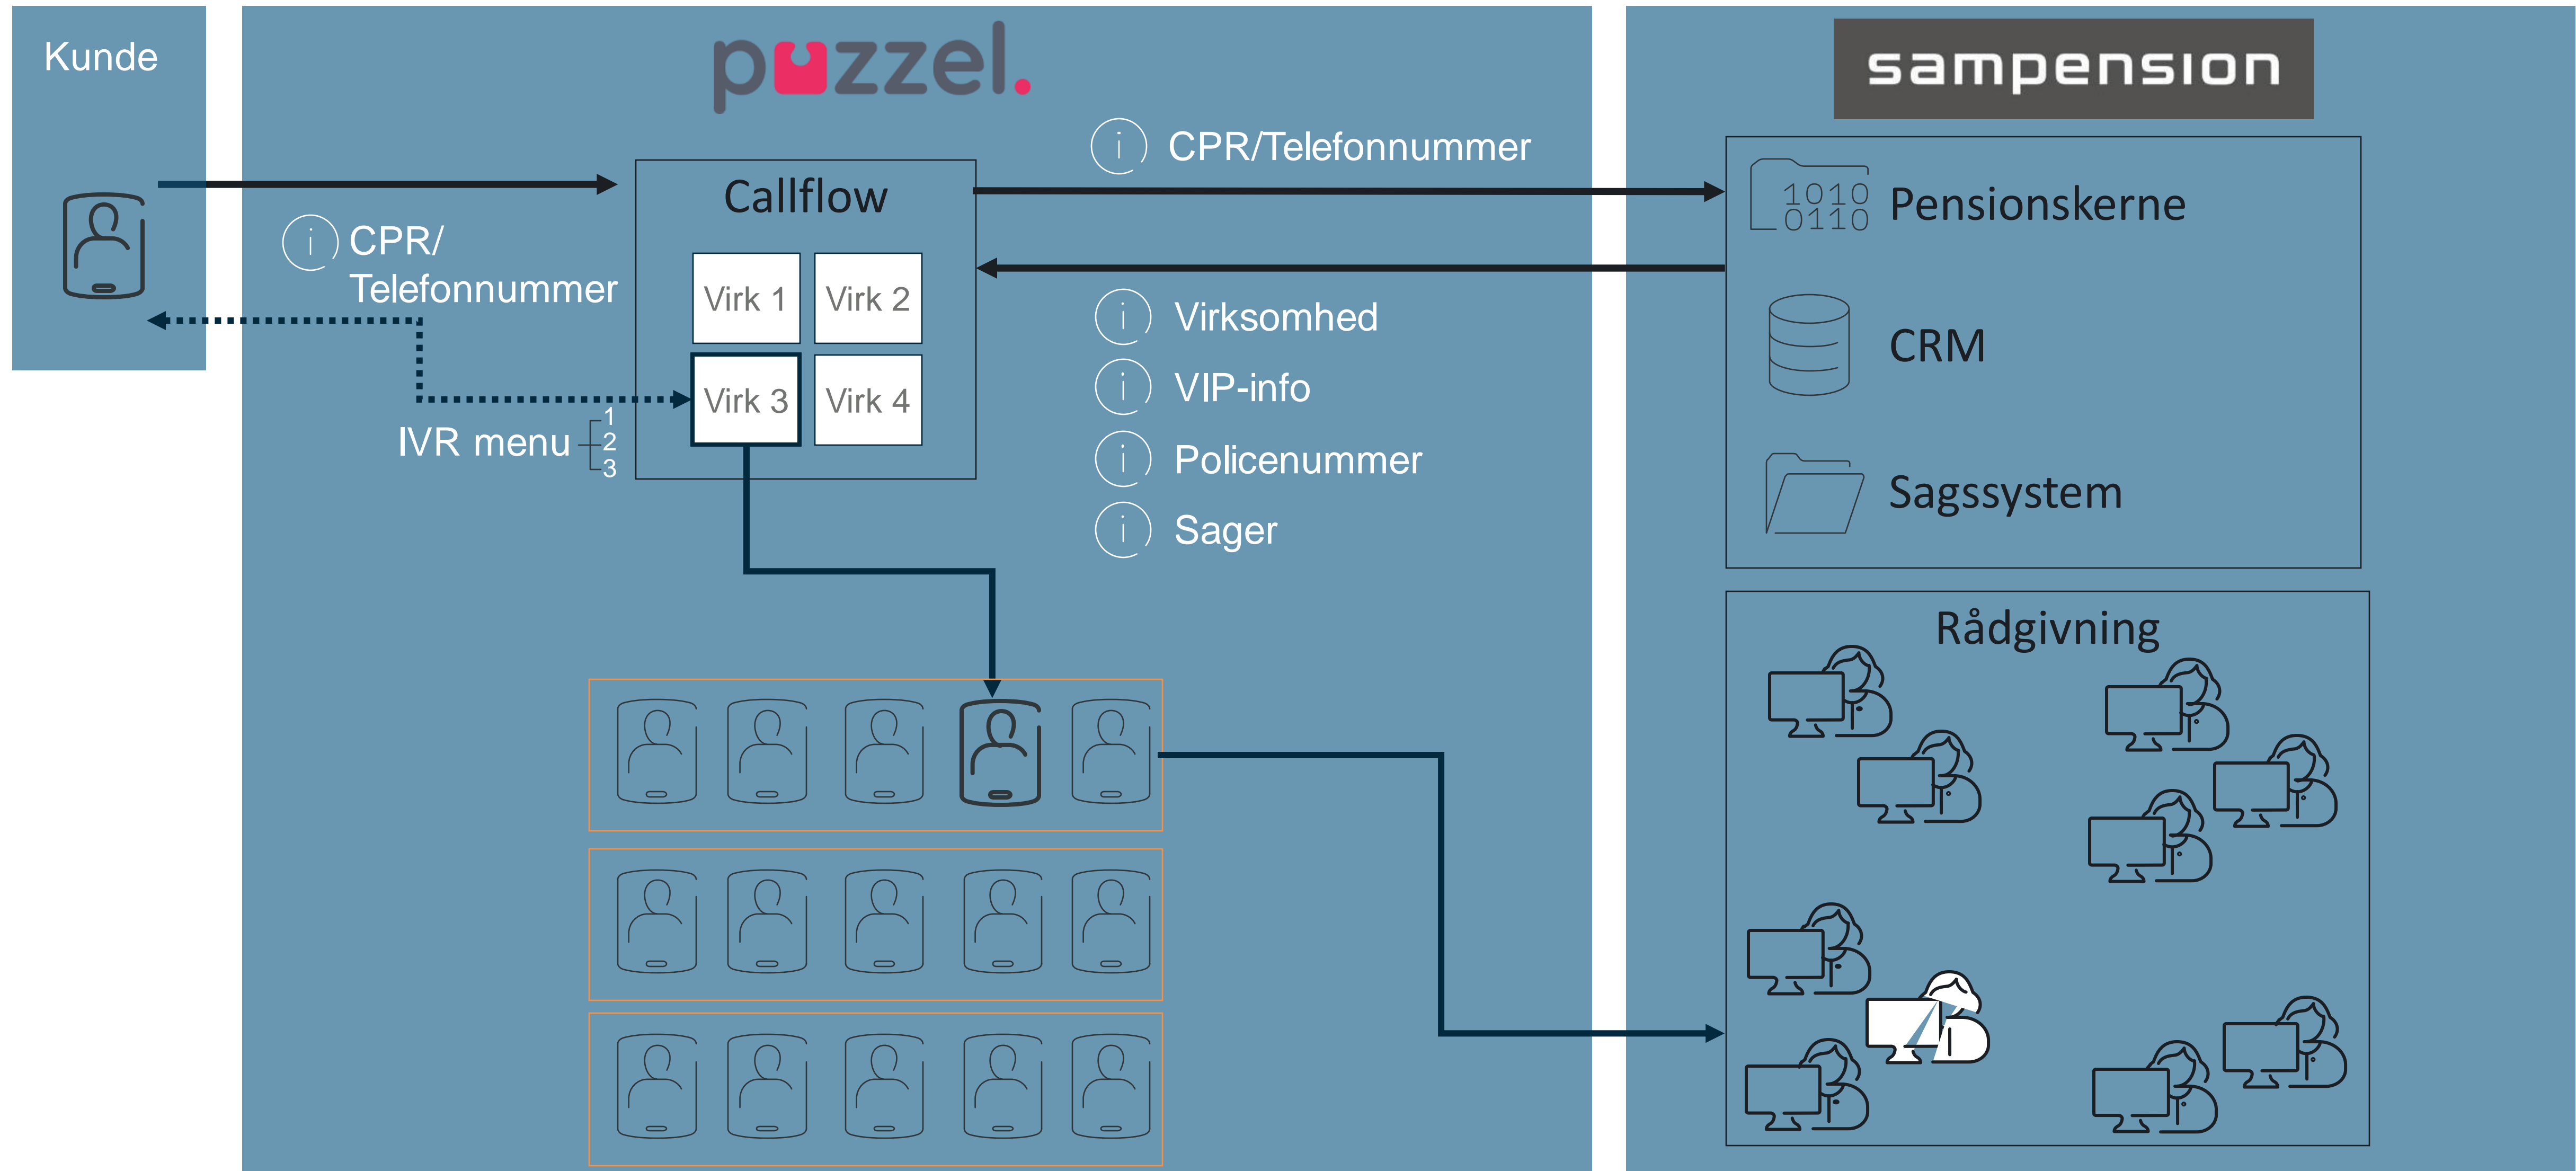 Kunde
puzzel.
sampension
CPR/Telefonnummer
Callflow
1010
0110
Pensionskerne
CPR/
Telefonnummer
Virk 1
Virk 2
Virksomhed
CRM
VIP-info
Virk 3
Virk 4
IVR menu
1
2
3
Policenummer
Sagssystem
Sager
Rådgivning